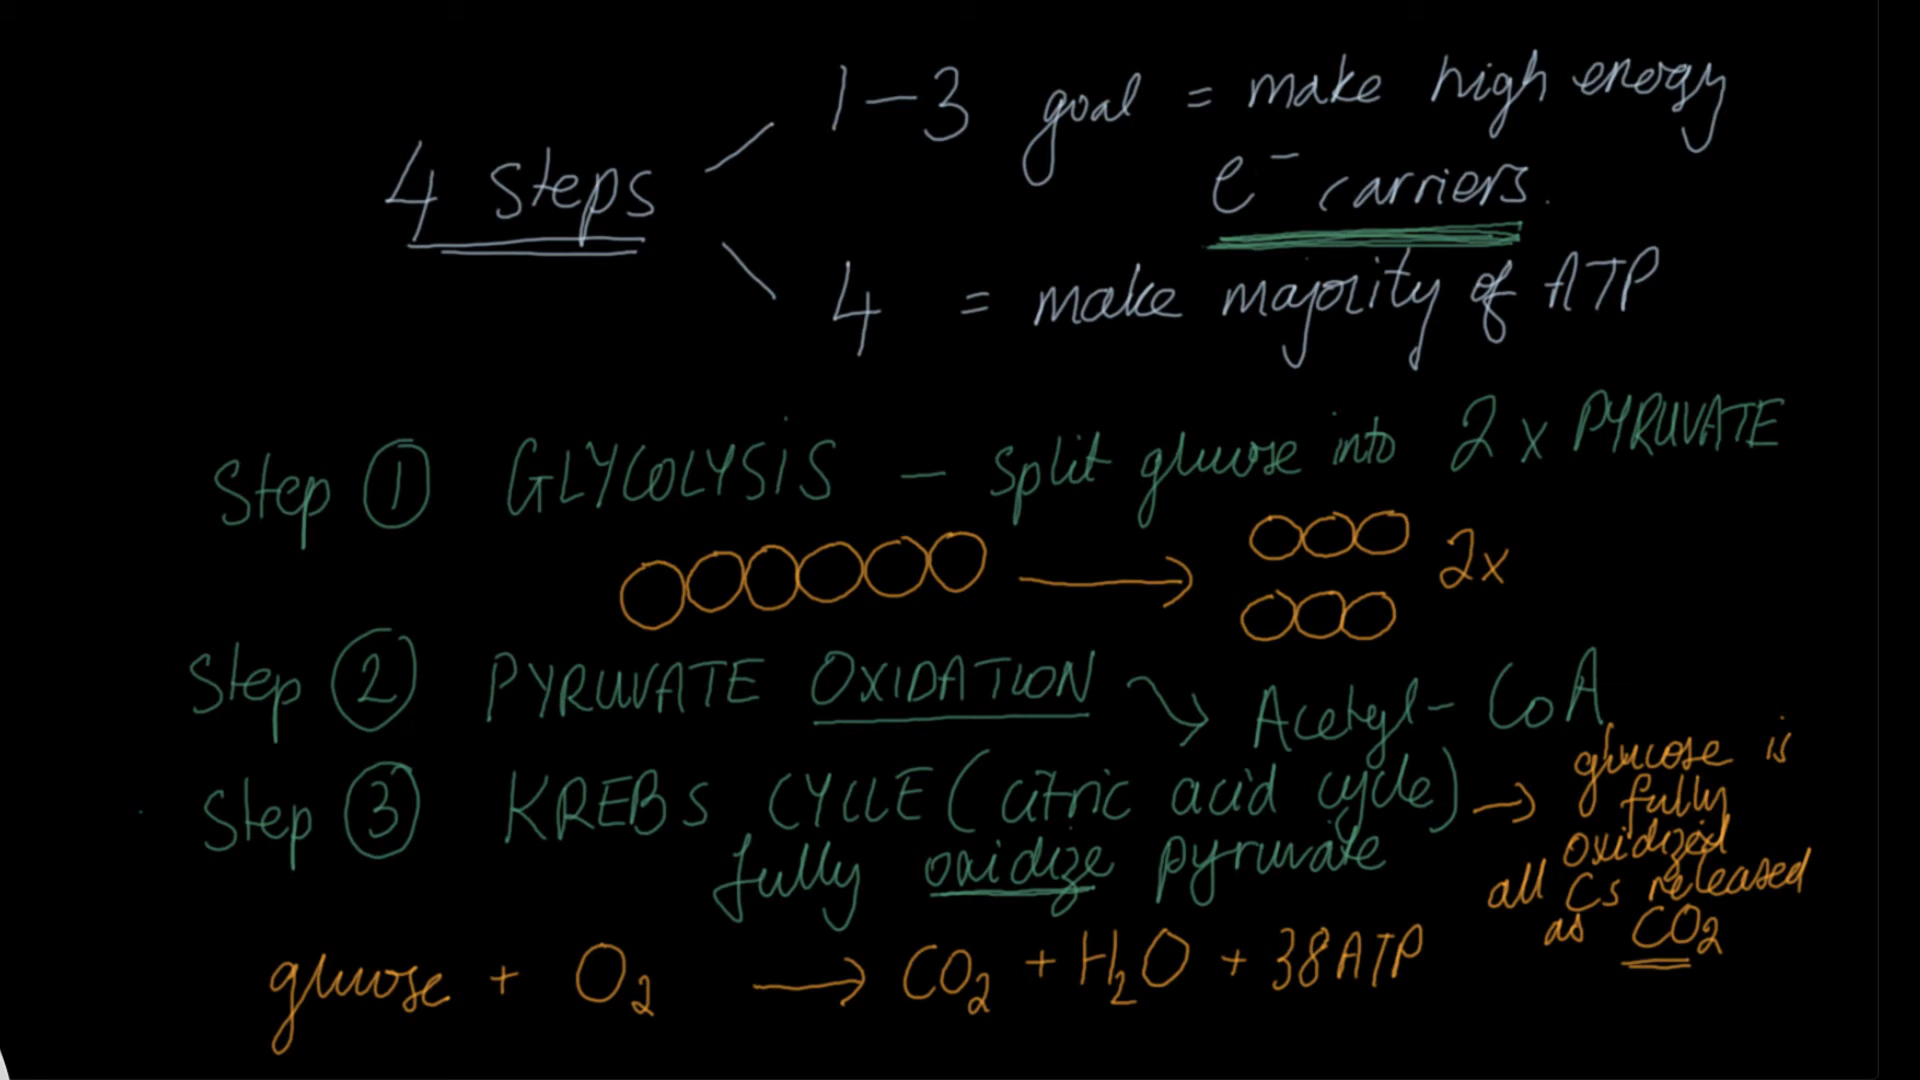 1-3 goal = make high energy
e⁻ carriers.
4 steps
4 = make majority of ATP
Step ① GLYCOLYSIS - split glucose into 2 x PYRUVATE
2x
Step ② PYRUVATE OXIDATION → Acetyl-CoA
Step ③ KREBS CYCLE (citric acid cycle) →
fully oxidize pyruvate
glucose is
fully
oxidized
all Cs released
as CO₂
glucose + O₂ → CO₂ + H₂O + 38ATP